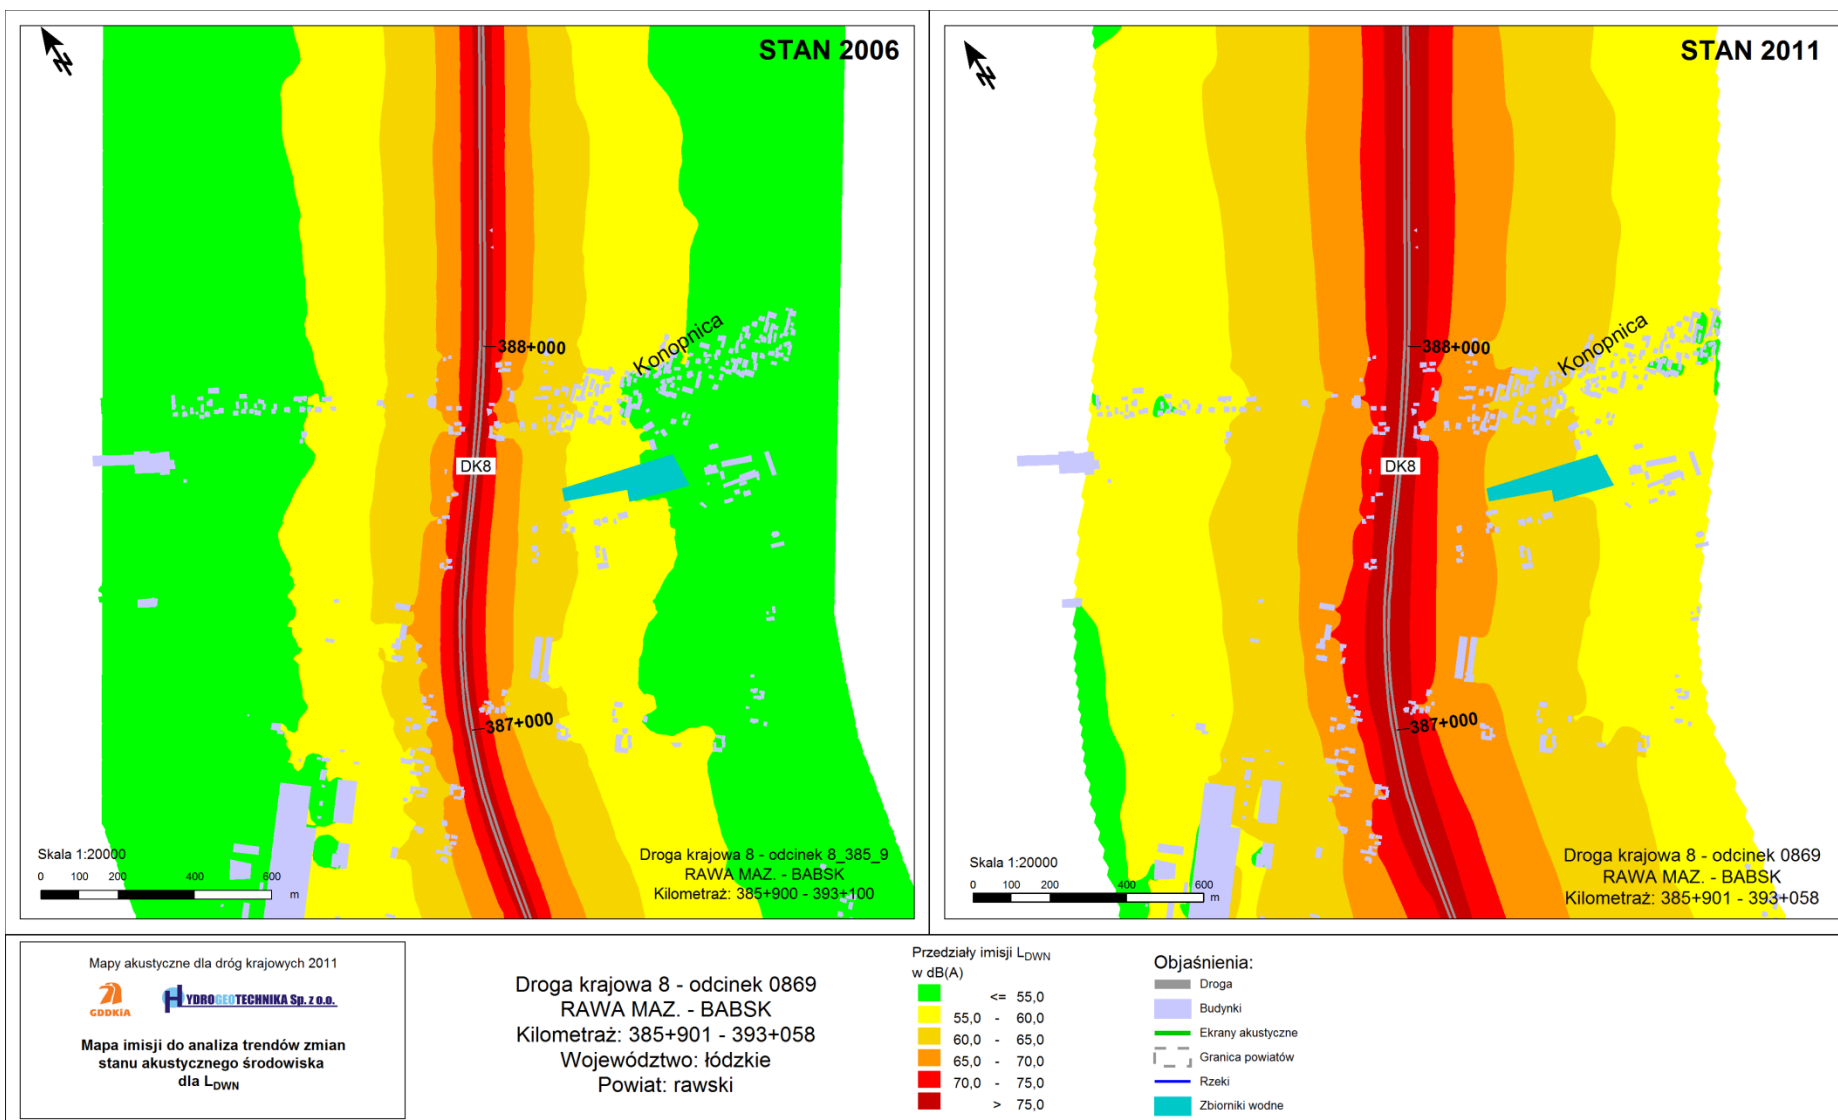 STAN 2006
N
388+000
Konopnica
DK8
387+000
Skala 1:20000
0 100 200 400 600 m
Droga krajowa 8 - odcinek 8_385_9
RAWA MAZ. - BABSK
Kilometraż: 385+900 - 393+100
STAN 2011
N
388+000
Konopnica
DK8
387+000
Skala 1:20000
0 100 200 400 600 m
Droga krajowa 8 - odcinek 0869
RAWA MAZ. - BABSK
Kilometraż: 385+901 - 393+058
Mapy akustyczne dla dróg krajowych 2011
GDDKiA
HYDROGEOTECHNIKA Sp. z o.o.
Mapa imisji do analiza trendów zmian
stanu akustycznego środowiska
dla LDWN
Droga krajowa 8 - odcinek 0869
RAWA MAZ. - BABSK
Kilometraż: 385+901 - 393+058
Województwo: łódzkie
Powiat: rawski
Przedziały imisji LDWN
w dB(A)
<= 55,0
55,0 - 60,0
60,0 - 65,0
65,0 - 70,0
70,0 - 75,0
> 75,0
Objaśnienia:
Droga
Budynki
Ekrany akustyczne
Granica powiatów
Rzeki
Zbiorniki wodne